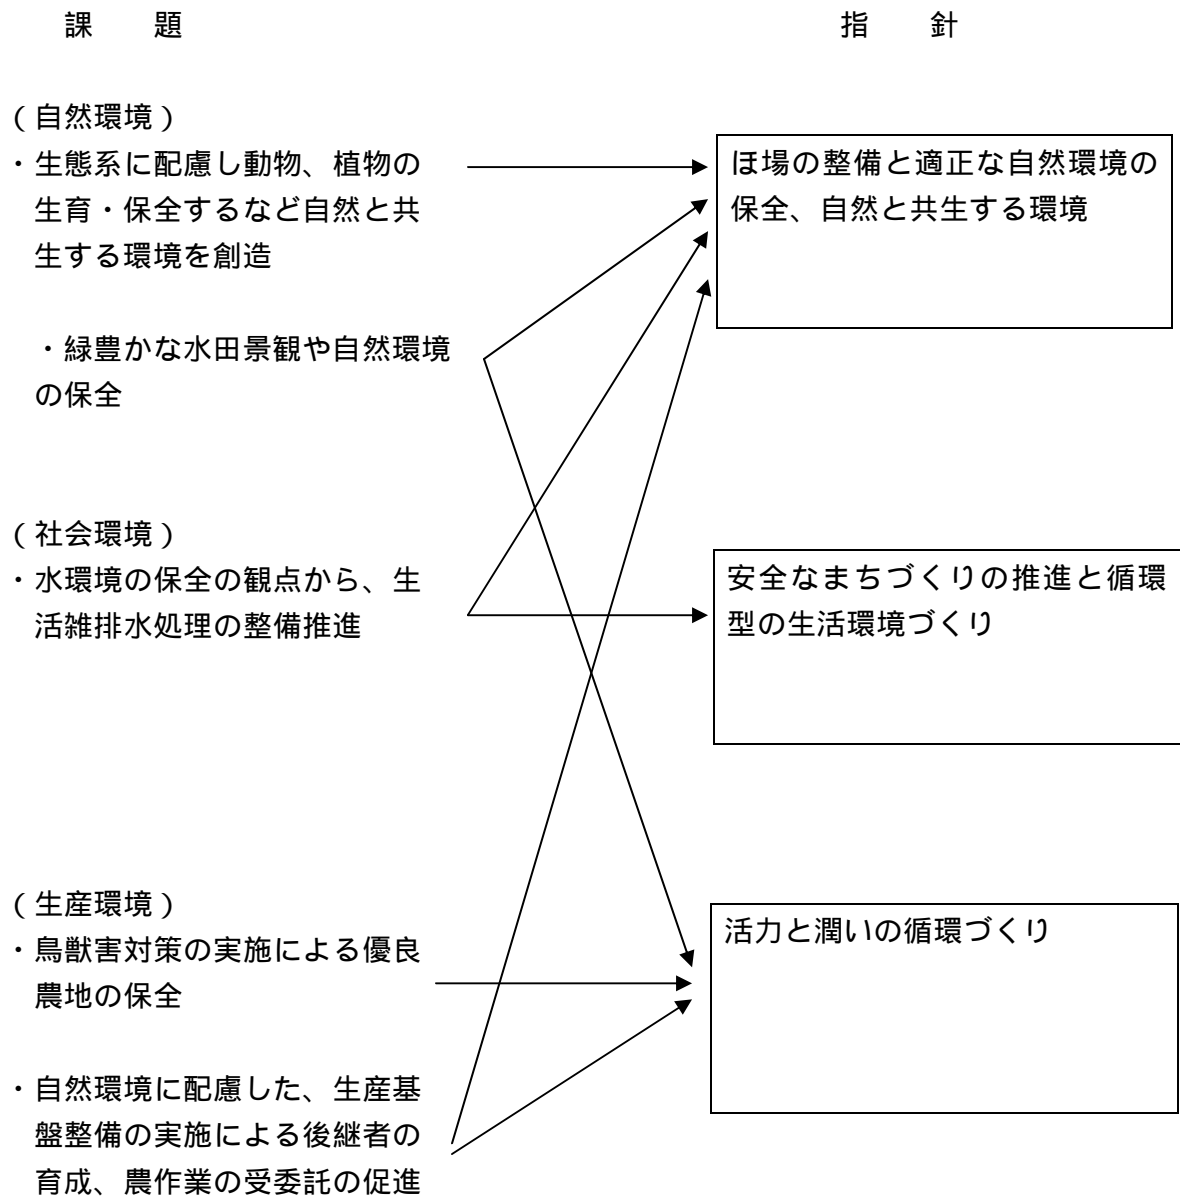 課　題
指　針
（自然環境）
・生態系に配慮し動物、植物の
生育・保全するなど自然と共
生する環境を創造
・緑豊かな水田景観や自然環境
の保全
（社会環境）
・水環境の保全の観点から、生
活雑排水処理の整備推進
（生産環境）
・鳥獣害対策の実施による優良
農地の保全
・自然環境に配慮した、生産基
盤整備の実施による後継者の
育成、農作業の受委託の促進
ほ場の整備と適正な自然環境の
保全、自然と共生する環境
安全なまちづくりの推進と循環
型の生活環境づくり
活力と潤いの循環づくり